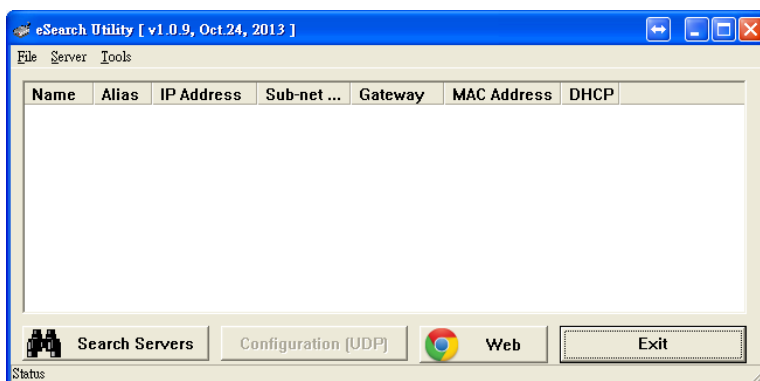 eSearch Utility [ v1.0.9, Oct.24, 2013 ]
File Server Tools
Name Alias IP Address Sub-net ... Gateway MAC Address DHCP
Search Servers Configuration (UDP) Web Exit
Status